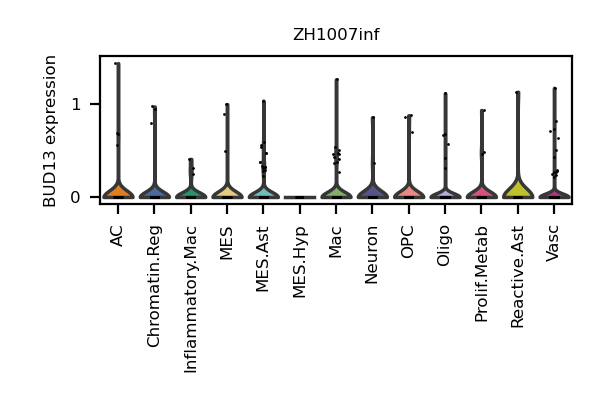 ZH1007inf
BUD13 expression
1
0
AC
Chromatin.Reg
Inflammatory.Mac
MES
MES.Ast
MES.Hyp
Mac
Neuron
OPC
Oligo
Prolif.Metab
Reactive.Ast
Vasc